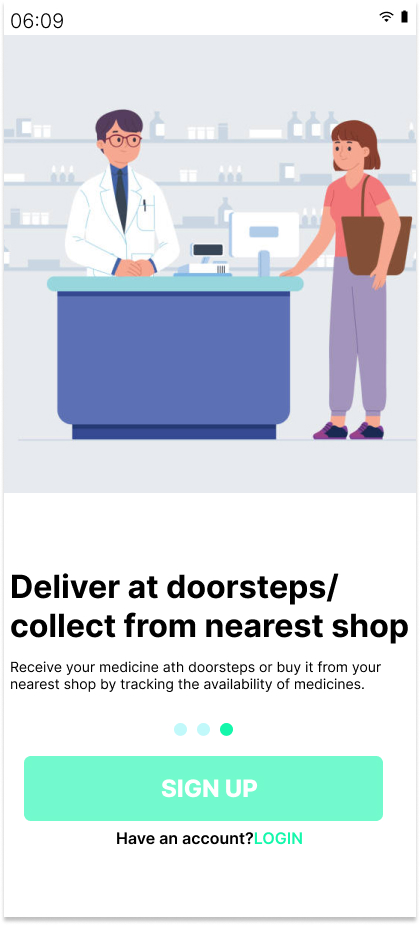 06:09
Deliver at doorsteps/
collect from nearest shop
Receive your medicine ath doorsteps or buy it from your
nearest shop by tracking the availability of medicines.
SIGN UP
Have an account?LOGIN